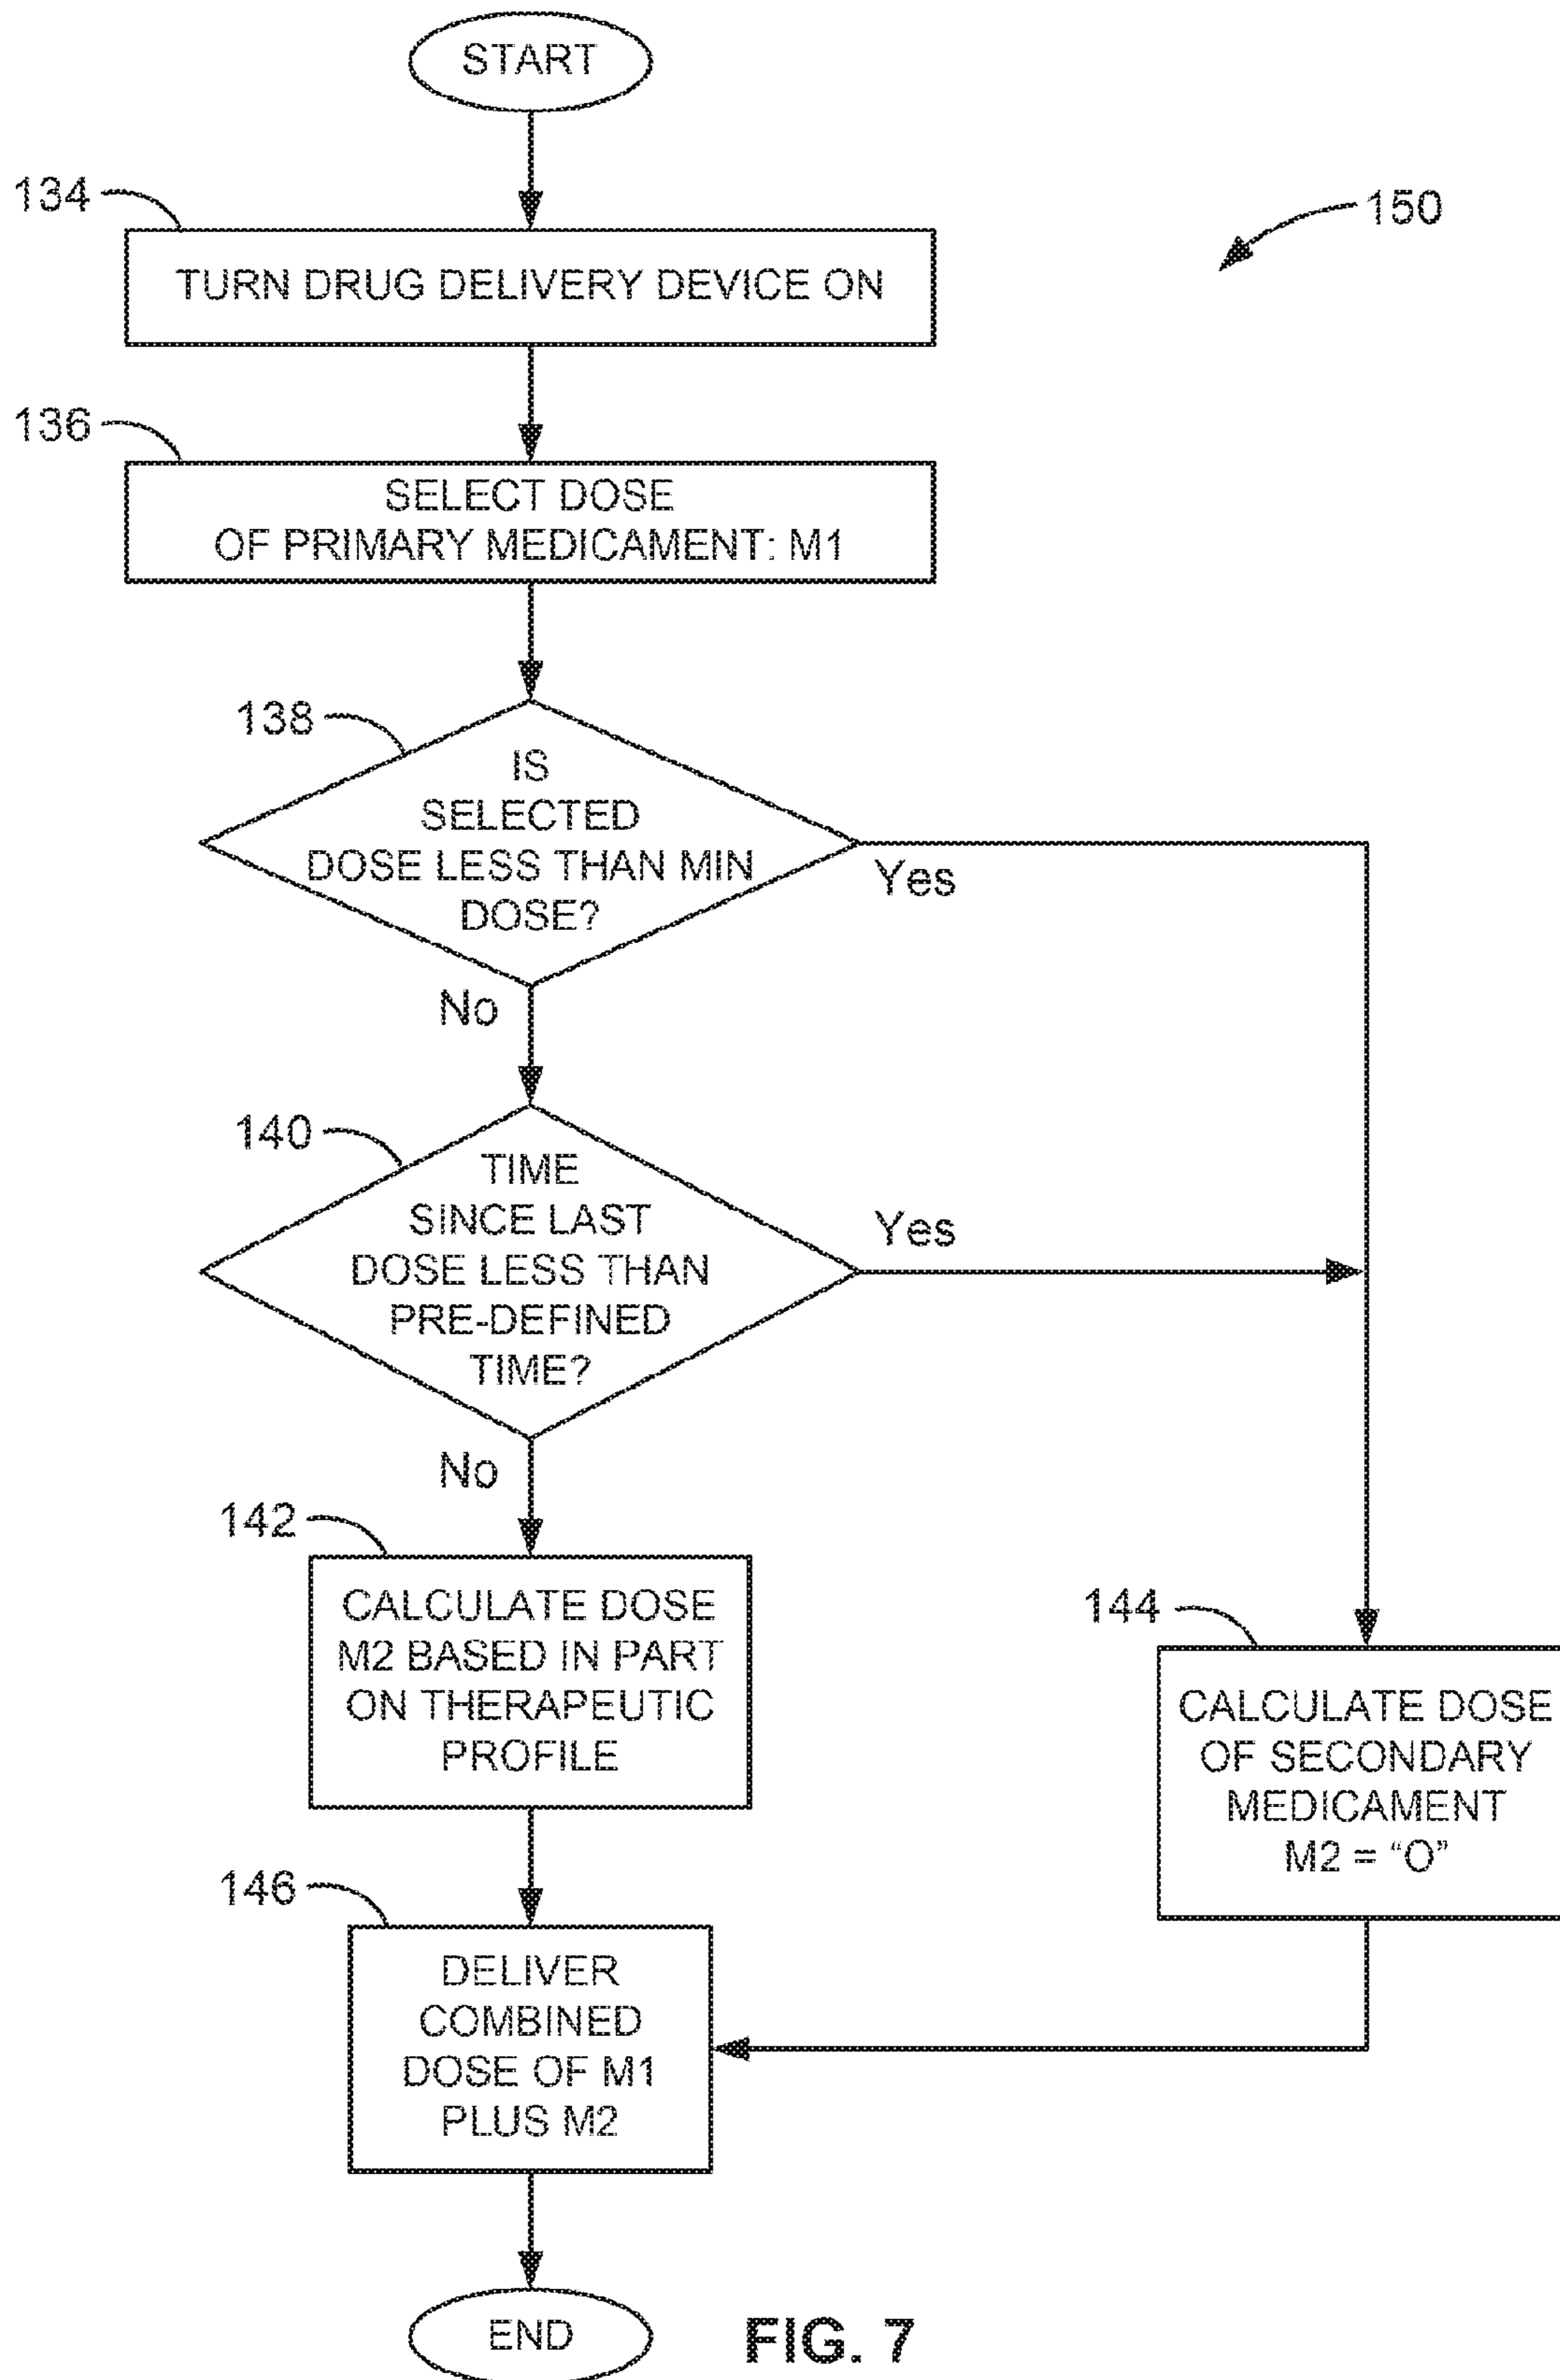 START
134
150
TURN DRUG DELIVERY DEVICE ON
136
SELECT DOSE
OF PRIMARY MEDICAMENT: M1
138
IS
SELECTED
DOSE LESS THAN MIN
DOSE?
Yes
No
140
TIME
SINCE LAST
DOSE LESS THAN
PRE-DEFINED
TIME?
Yes
No
142
CALCULATE DOSE
M2 BASED IN PART
ON THERAPEUTIC
PROFILE
144
CALCULATE DOSE
OF SECONDARY
MEDICAMENT
M2 = “O”
146
DELIVER
COMBINED
DOSE OF M1
PLUS M2
END
FIG. 7